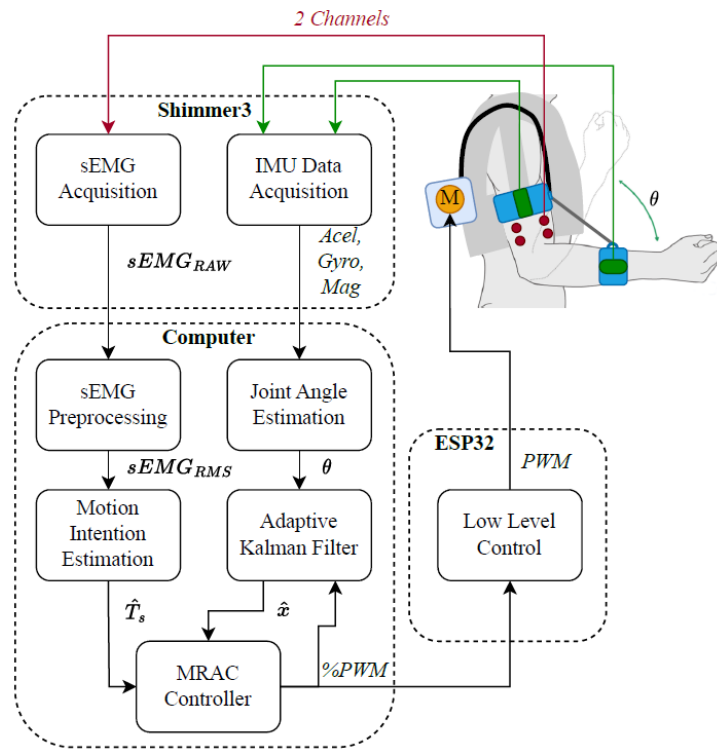 2 Channels
Shimmer3
sEMG
Acquisition
IMU Data
Acquisition
M
θ
sEMG_RAW
Acel,
Gyro,
Mag
Computer
sEMG
Preprocessing
Joint Angle
Estimation
ESP32
PWM
sEMG_RMS
θ
Motion
Intention
Estimation
Adaptive
Kalman Filter
Low Level
Control
T̂_s
x̂
MRAC
Controller
%PWM